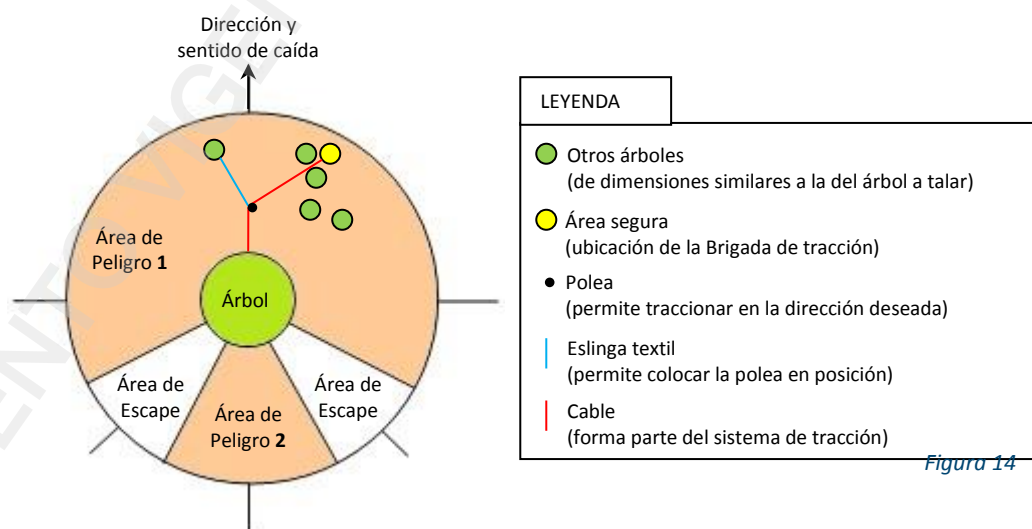 Dirección y
sentido de caída
Área de
Peligro 1
Árbol
Área de
Escape
Área de
Peligro 2
Área de
Escape
LEYENDA
Otros árboles
(de dimensiones similares a la del árbol a talar)
Área segura
(ubicación de la Brigada de tracción)
Polea
(permite traccionar en la dirección deseada)
Eslinga textil
(permite colocar la polea en posición)
Cable
(forma parte del sistema de tracción)
Figura 14